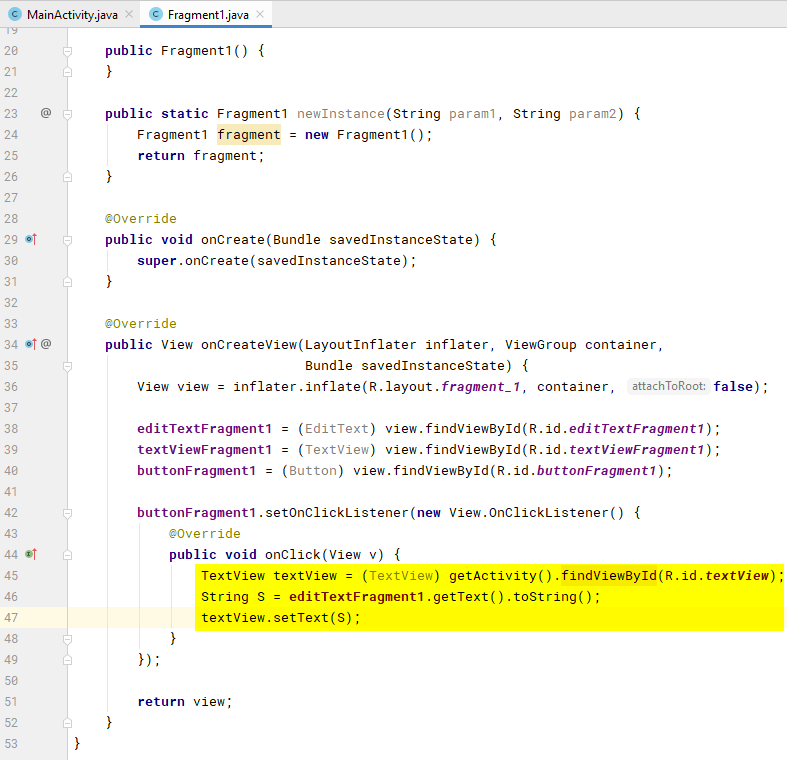 MainActivity.java × Fragment1.java ×
19
20 public Fragment1() {
21 }
22
23 @ public static Fragment1 newInstance(String param1, String param2) {
24 Fragment1 fragment = new Fragment1();
25 return fragment;
26 }
27
28 @Override
29 public void onCreate(Bundle savedInstanceState) {
30 super.onCreate(savedInstanceState);
31 }
32
33 @Override
34 @ public View onCreateView(LayoutInflater inflater, ViewGroup container,
35 Bundle savedInstanceState) {
36 View view = inflater.inflate(R.layout.fragment_1, container, attachToRoot: false);
37
38 editTextFragment1 = (EditText) view.findViewById(R.id.editTextFragment1);
39 textViewFragment1 = (TextView) view.findViewById(R.id.textViewFragment1);
40 buttonFragment1 = (Button) view.findViewById(R.id.buttonFragment1);
41
42 buttonFragment1.setOnClickListener(new View.OnClickListener() {
43 @Override
44 public void onClick(View v) {
45 TextView textView = (TextView) getActivity().findViewById(R.id.textView);
46 String S = editTextFragment1.getText().toString();
47 textView.setText(S);
48 }
49 });
50
51 return view;
52 }
53 }